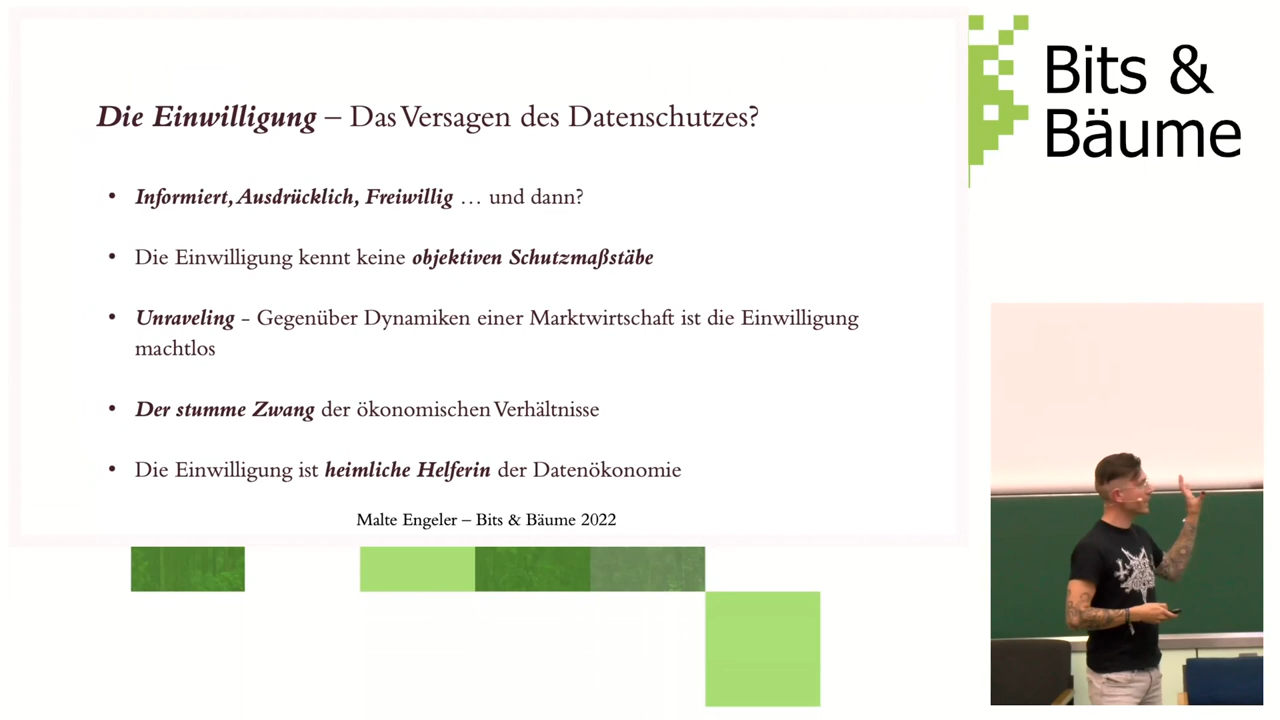 Die Einwilligung – Das Versagen des Datenschutzes?
• Informiert, Ausdrücklich, Freiwillig … und dann?
• Die Einwilligung kennt keine objektiven Schutzmaßstäbe
• Unraveling - Gegenüber Dynamiken einer Marktwirtschaft ist die Einwilligung
machtlos
• Der stumme Zwang der ökonomischen Verhältnisse
• Die Einwilligung ist heimliche Helferin der Datenökonomie
Malte Engeler – Bits & Bäume 2022
Bits &
Bäume